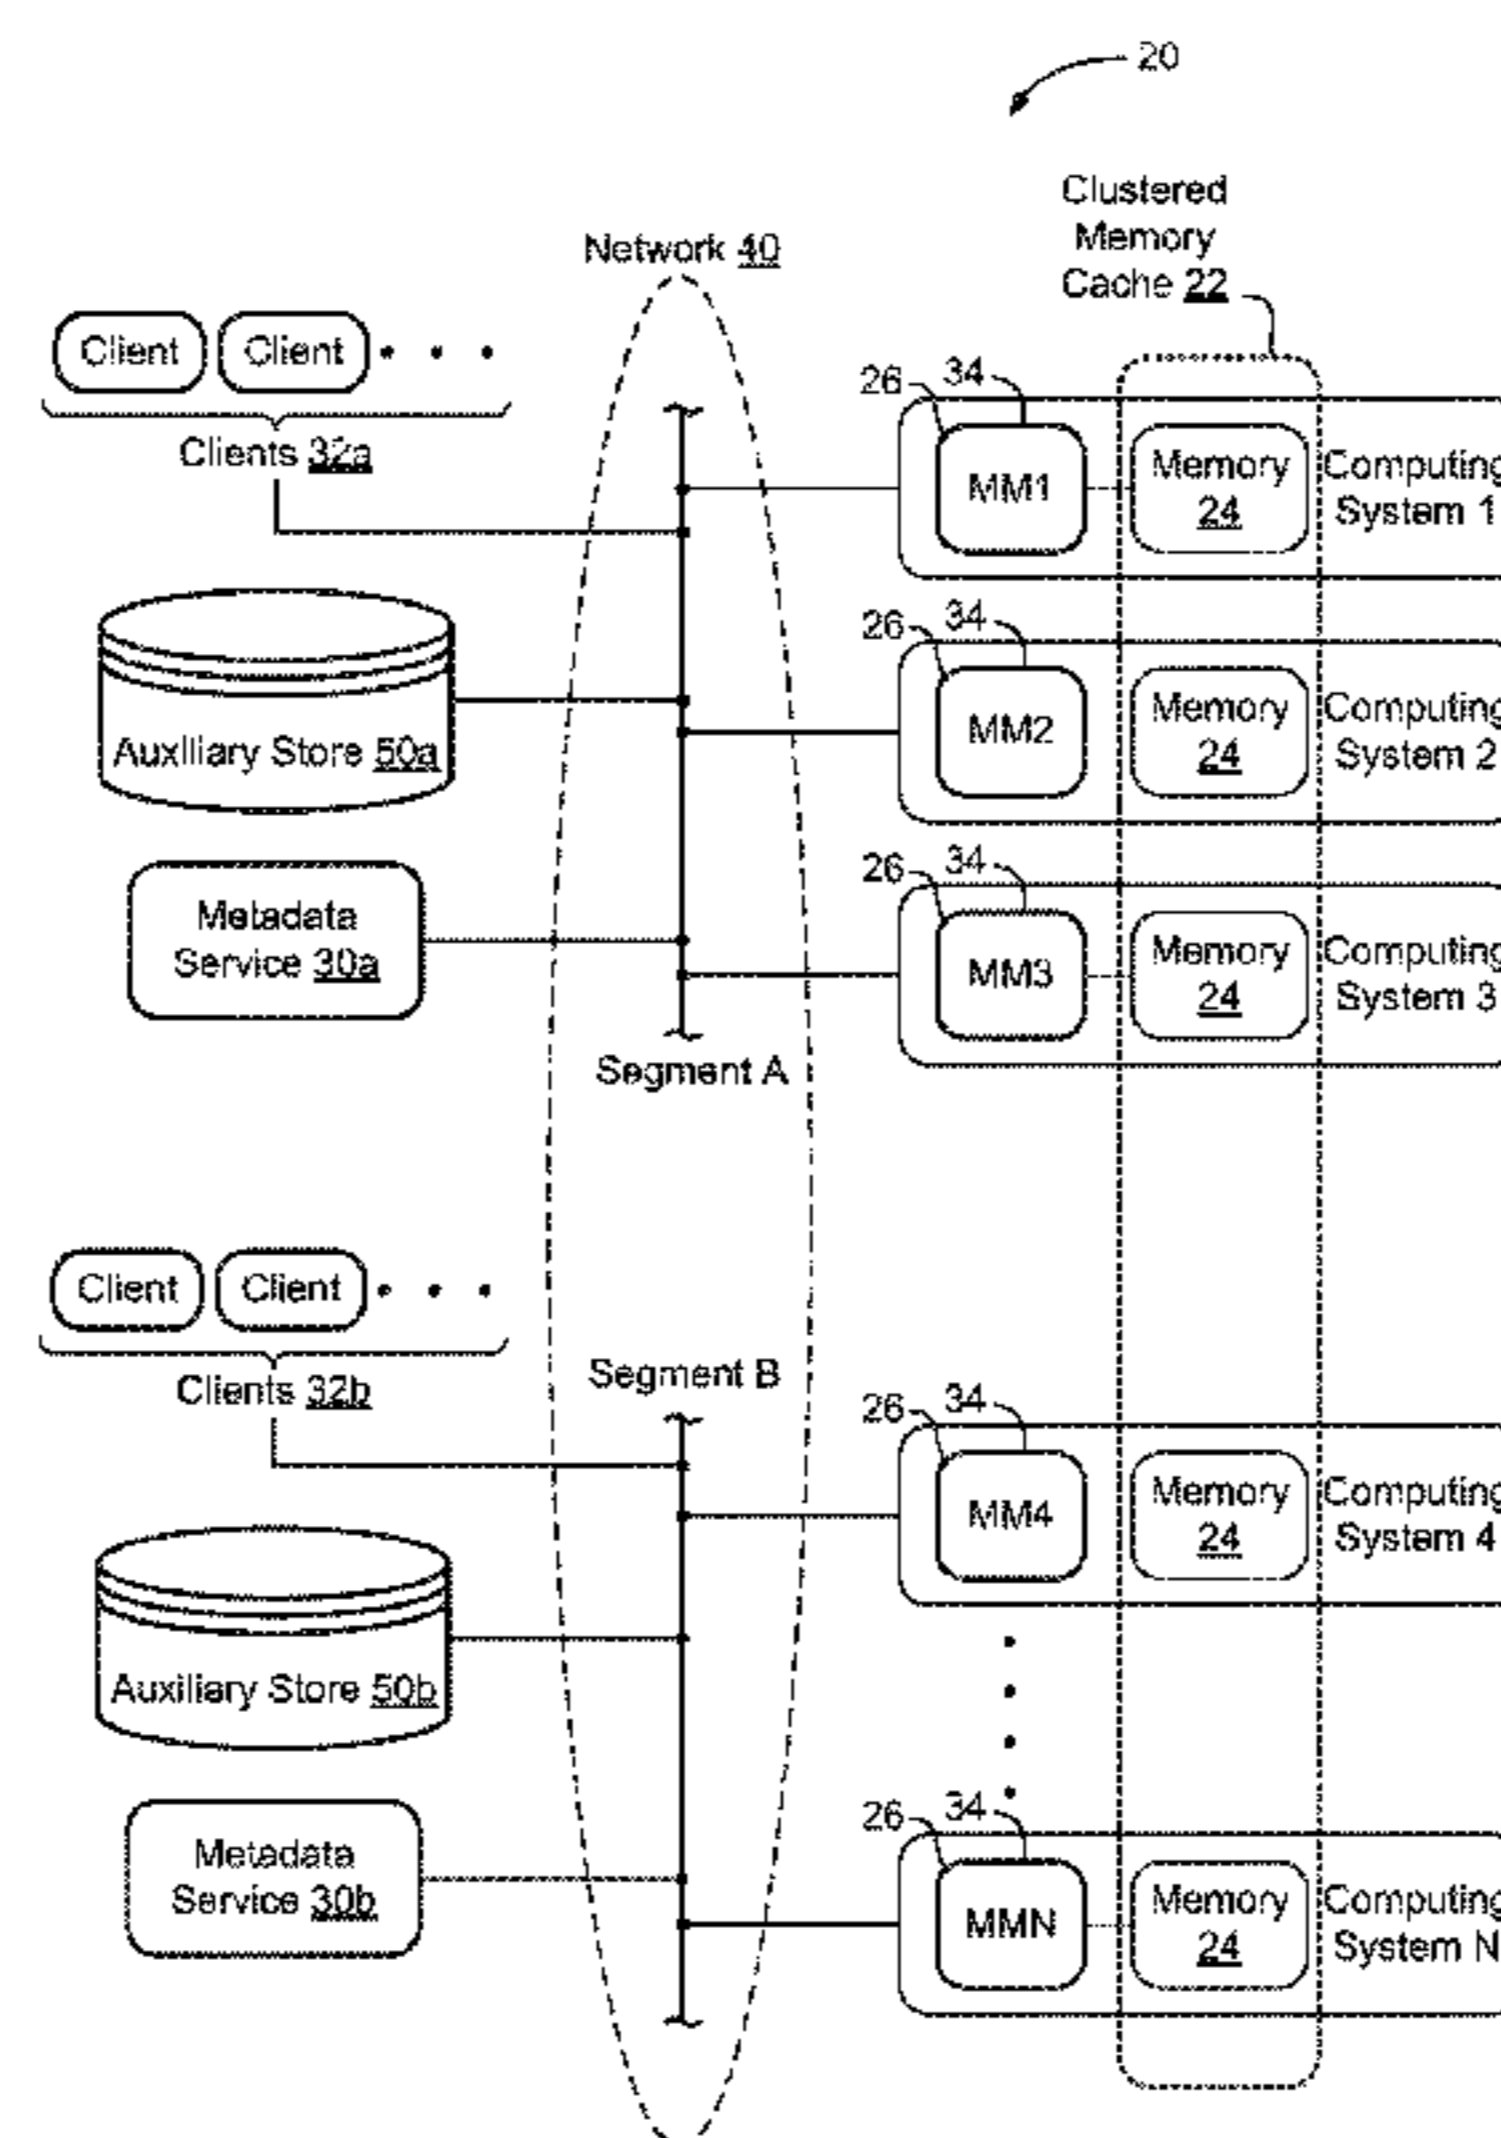 20
Clustered
Memory
Cache 22
Network 40
Client
Client
Clients 32a
26
34
MM1
Memory
24
Computing
System 1
Auxiliary Store 50a
26
34
MM2
Memory
24
Computing
System 2
Metadata
Service 30a
26
34
MM3
Memory
24
Computing
System 3
Segment A
Client
Client
Clients 32b
Segment B
26
34
MM4
Memory
24
Computing
System 4
Auxiliary Store 50b
Metadata
Service 30b
26
34
MMN
Memory
24
Computing
System N